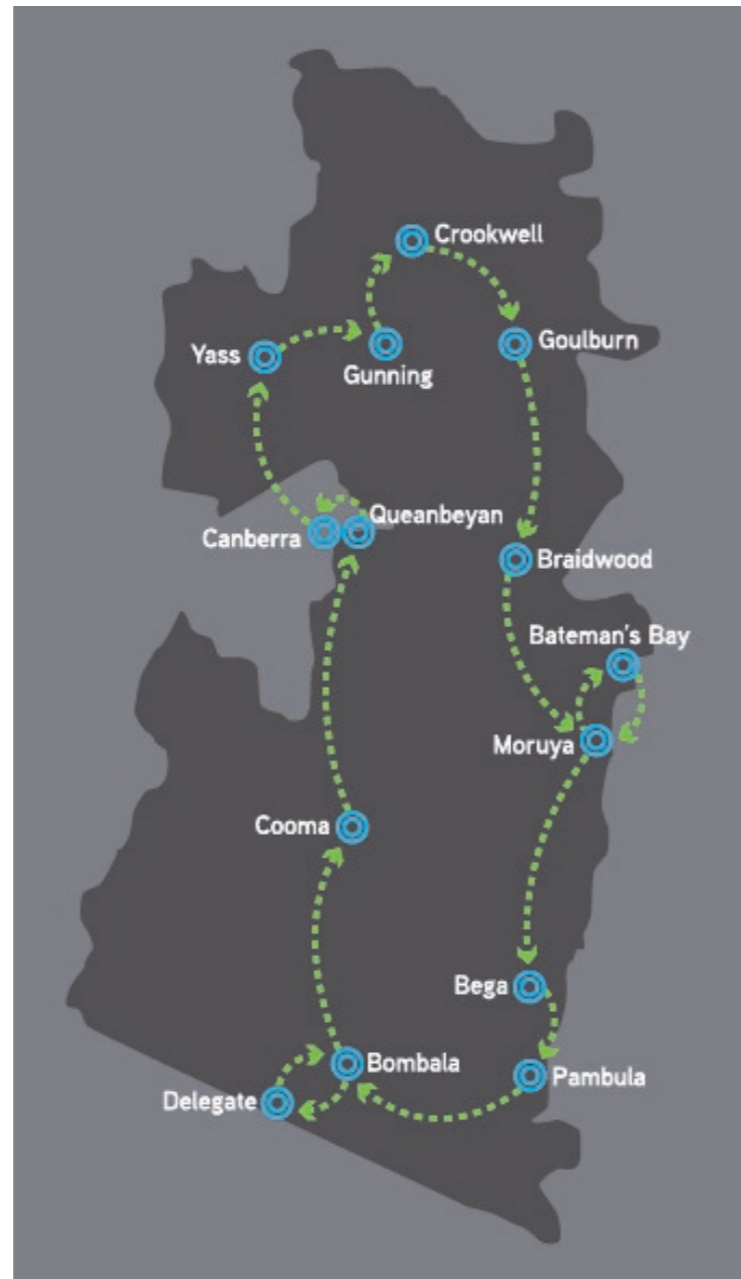 Crookwell
Goulburn
Yass
Gunning
Queanbeyan
Canberra
Braidwood
Bateman's Bay
Moruya
Cooma
Bega
Bombala
Pambula
Delegate